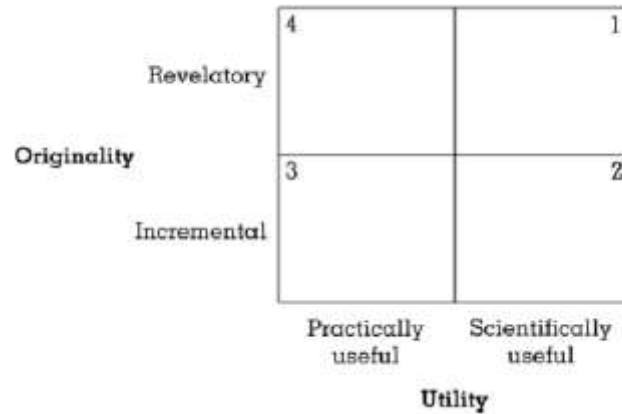 4
1
Revelatory
Originality
3
2
Incremental
Practically
useful
Scientifically
useful
Utility